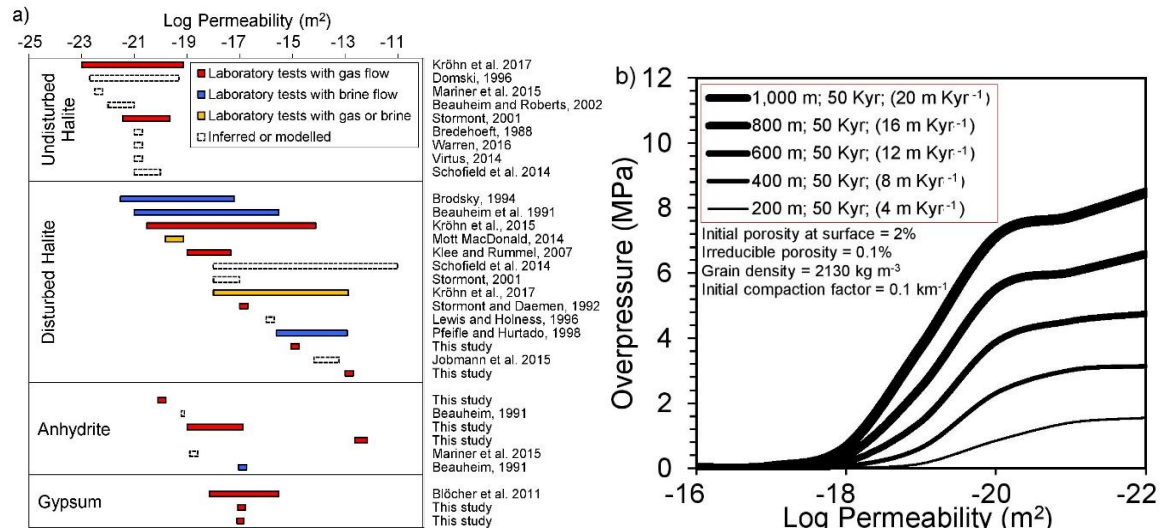 a)
Log Permeability (m²)
-25 -23 -21 -19 -17 -15 -13 -11
Undisturbed
Halite
Laboratory tests with gas flow
Laboratory tests with brine flow
Laboratory tests with gas or brine
Inferred or modelled
Kröhn et al. 2017
Domski, 1996
Mariner et al. 2015
Beauheim and Roberts, 2002
Stormont, 2001
Bredehoeft, 1988
Warren, 2016
Virtus, 2014
Schofield et al. 2014
Disturbed Halite
Brodsky, 1994
Beauheim et al. 1991
Kröhn et al., 2015
Mott MacDonald, 2014
Klee and Rummel, 2007
Schofield et al. 2014
Stormont, 2001
Kröhn et al., 2017
Stormont and Daemen, 1992
Lewis and Holness, 1996
Pfeifle and Hurtado, 1998
This study
Jobmann et al. 2015
This study
Anhydrite
This study
Beauheim, 1991
This study
This study
Mariner et al. 2015
Beauheim, 1991
Gypsum
Blöcher et al. 2011
This study
This study
b)
Overpressure (MPa)
12
10
8
6
4
2
0
1,000 m; 50 Kyr; (20 m Kyr⁻¹)
800 m; 50 Kyr; (16 m Kyr⁻¹)
600 m; 50 Kyr; (12 m Kyr⁻¹)
400 m; 50 Kyr; (8 m Kyr⁻¹)
200 m; 50 Kyr; (4 m Kyr⁻¹)
Initial porosity at surface = 2%
Irreducible porosity = 0.1%
Grain density = 2130 kg m⁻³
Initial compaction factor = 0.1 km⁻¹
-16 -18 -20 -22
Log Permeability (m²)